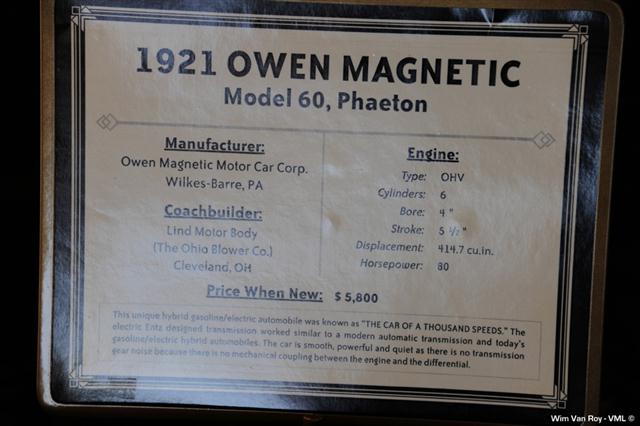 1921 OWEN MAGNETIC
Model 60, Phaeton
Manufacturer:
Owen Magnetic Motor Car Corp.
Wilkes-Barre, PA
Coachbuilder:
Lind Motor Body
(The Ohio Blower Co.)
Cleveland, OH
Engine:
Type: OHV
Cylinders: 6
Bore: 4 "
Stroke: 5 1/2 "
Displacement: 414.7 cu.in.
Horsepower: 80
Price When New: $ 5,800
This unique hybrid gasoline/electric automobile was known as "THE CAR OF A THOUSAND SPEEDS." The
electric Entz designed transmission worked similar to a modern automatic transmission and today's
gasoline/electric hybrid automobiles. The car is smooth, powerful and quiet as there is no transmission
gear noise because there is no mechanical coupling between the engine and the differential.
Wim Van Roy - VML ©